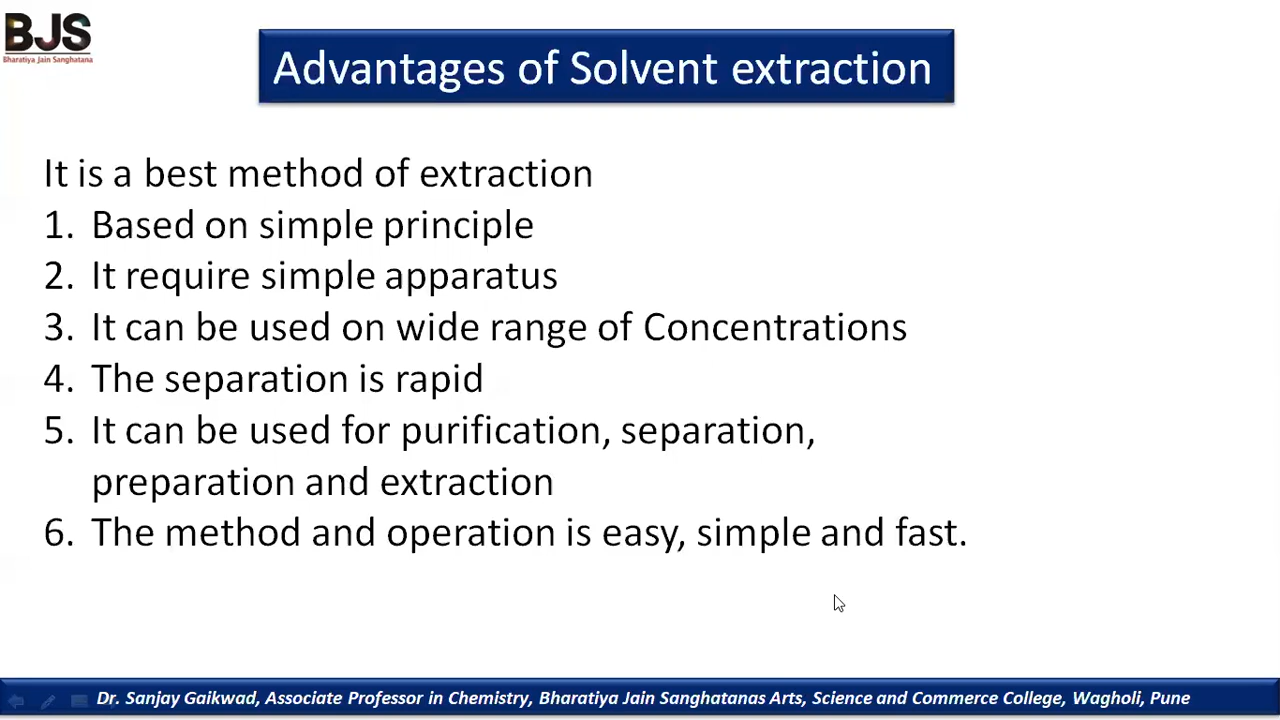 BJS
Bharatiya Jain Sanghatana
Advantages of Solvent extraction
It is a best method of extraction
1. Based on simple principle
2. It require simple apparatus
3. It can be used on wide range of Concentrations
4. The separation is rapid
5. It can be used for purification, separation,
preparation and extraction
6. The method and operation is easy, simple and fast.
Dr. Sanjay Gaikwad, Associate Professor in Chemistry, Bharatiya Jain Sanghatanas Arts, Science and Commerce College, Wagholi, Pune